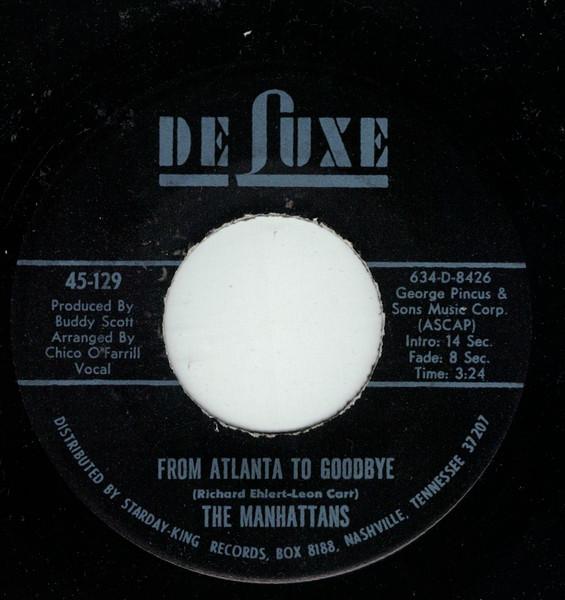 DELUXE
45-129
Produced By
Buddy Scott
Arranged By
Chico O'Farrill
Vocal
634-D-8426
George Pincus &
Sons Music Corp.
(ASCAP)
Intro: 14 Sec.
Fade: 8 Sec.
Time: 3:24
FROM ATLANTA TO GOODBYE
(Richard Ehlert-Leon Carr)
THE MANHATTANS
DISTRIBUTED BY STARDAY-KING RECORDS, BOX 8188, NASHVILLE, TENNESSEE 37207